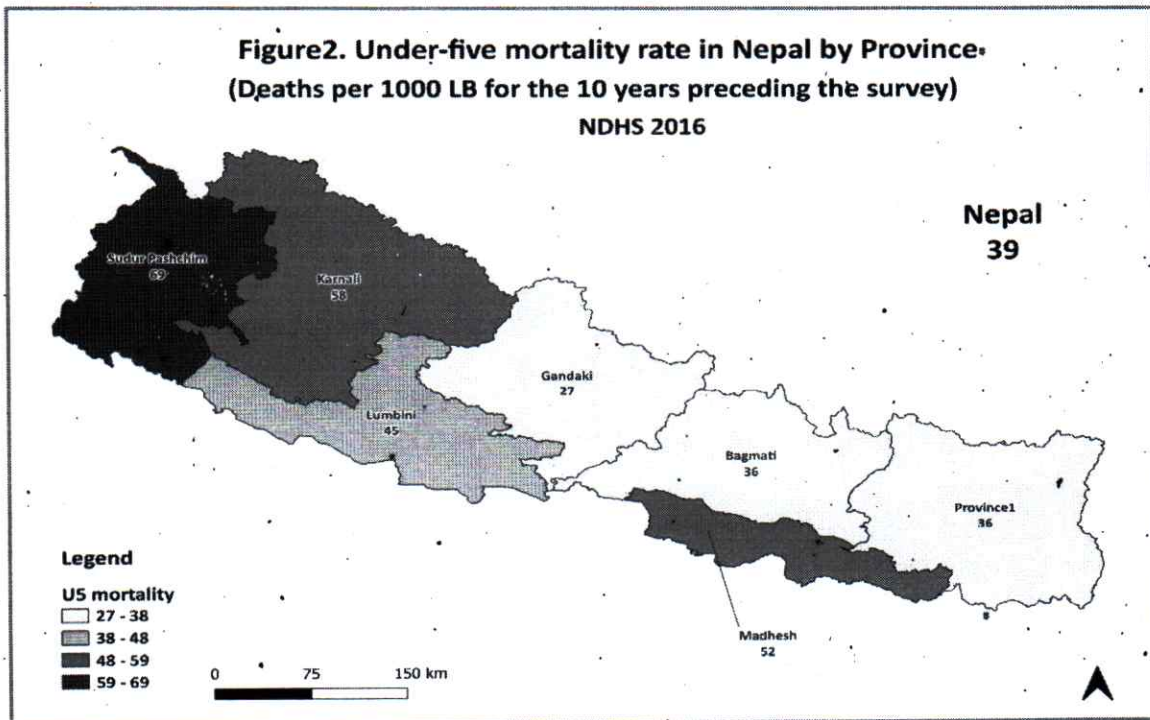 Figure2. Under-five mortality rate in Nepal by Province
(Deaths per 1000 LB for the 10 years preceding the survey)
NDHS 2016
Nepal
39
Sudur Pashchim
69
Karnali
58
Gandaki
27
Lumbini
45
Bagmati
36
Province1
36
Madhesh
52
Legend
U5 mortality
27 - 38
38 - 48
48 - 59
59 - 69
0 75 150 km